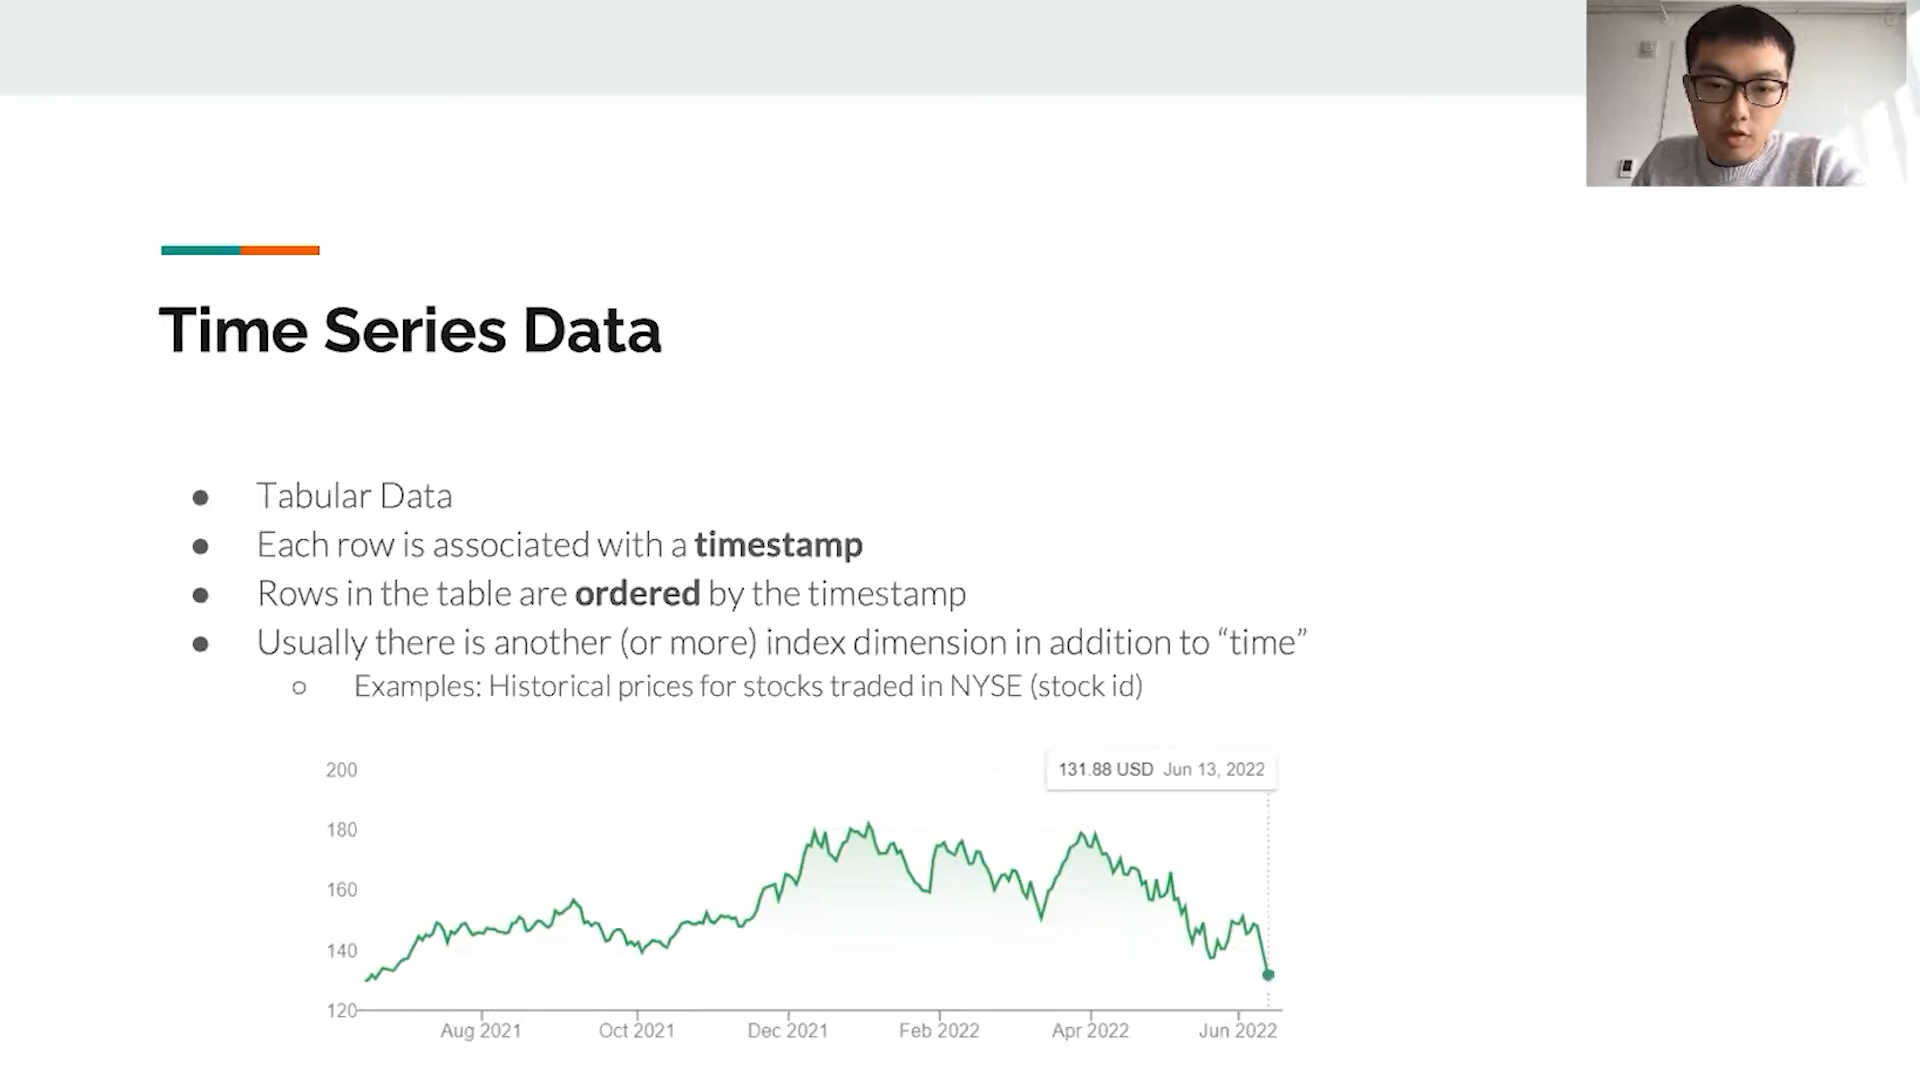 Time Series Data
Tabular Data
Each row is associated with a timestamp
Rows in the table are ordered by the timestamp
Usually there is another (or more) index dimension in addition to “time”
Examples: Historical prices for stocks traded in NYSE (stock id)
131.88 USD Jun 13, 2022
200
180
160
140
120
Aug 2021 Oct 2021 Dec 2021 Feb 2022 Apr 2022 Jun 2022